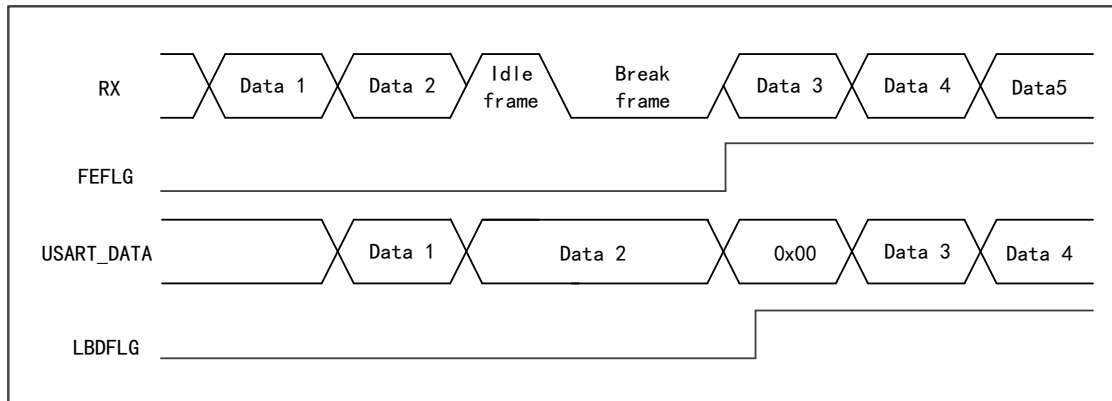 RX
Data 1
Data 2
Idle
frame
Break
frame
Data 3
Data 4
Data5
FEFLG
USART_DATA
Data 1
Data 2
0x00
Data 3
Data 4
LBDFLG